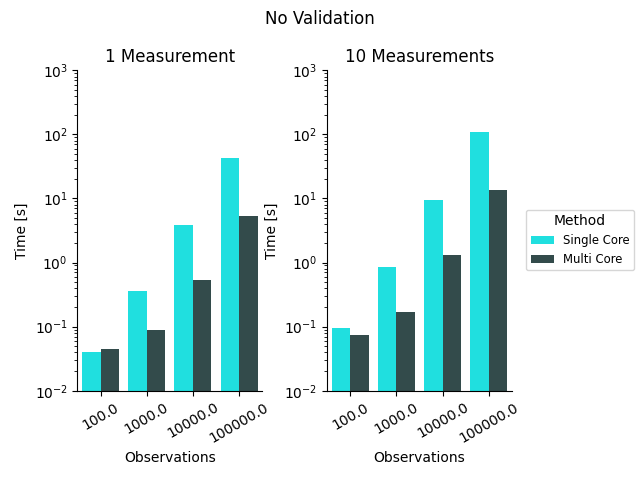 No Validation
1 Measurement
10 Measurements
Time [s]
10³
10²
10¹
10⁰
10⁻¹
10⁻²
100.0
1000.0
10000.0
100000.0
Observations
Time [s]
10³
10²
10¹
10⁰
10⁻¹
10⁻²
100.0
1000.0
10000.0
100000.0
Observations
Method
Single Core
Multi Core